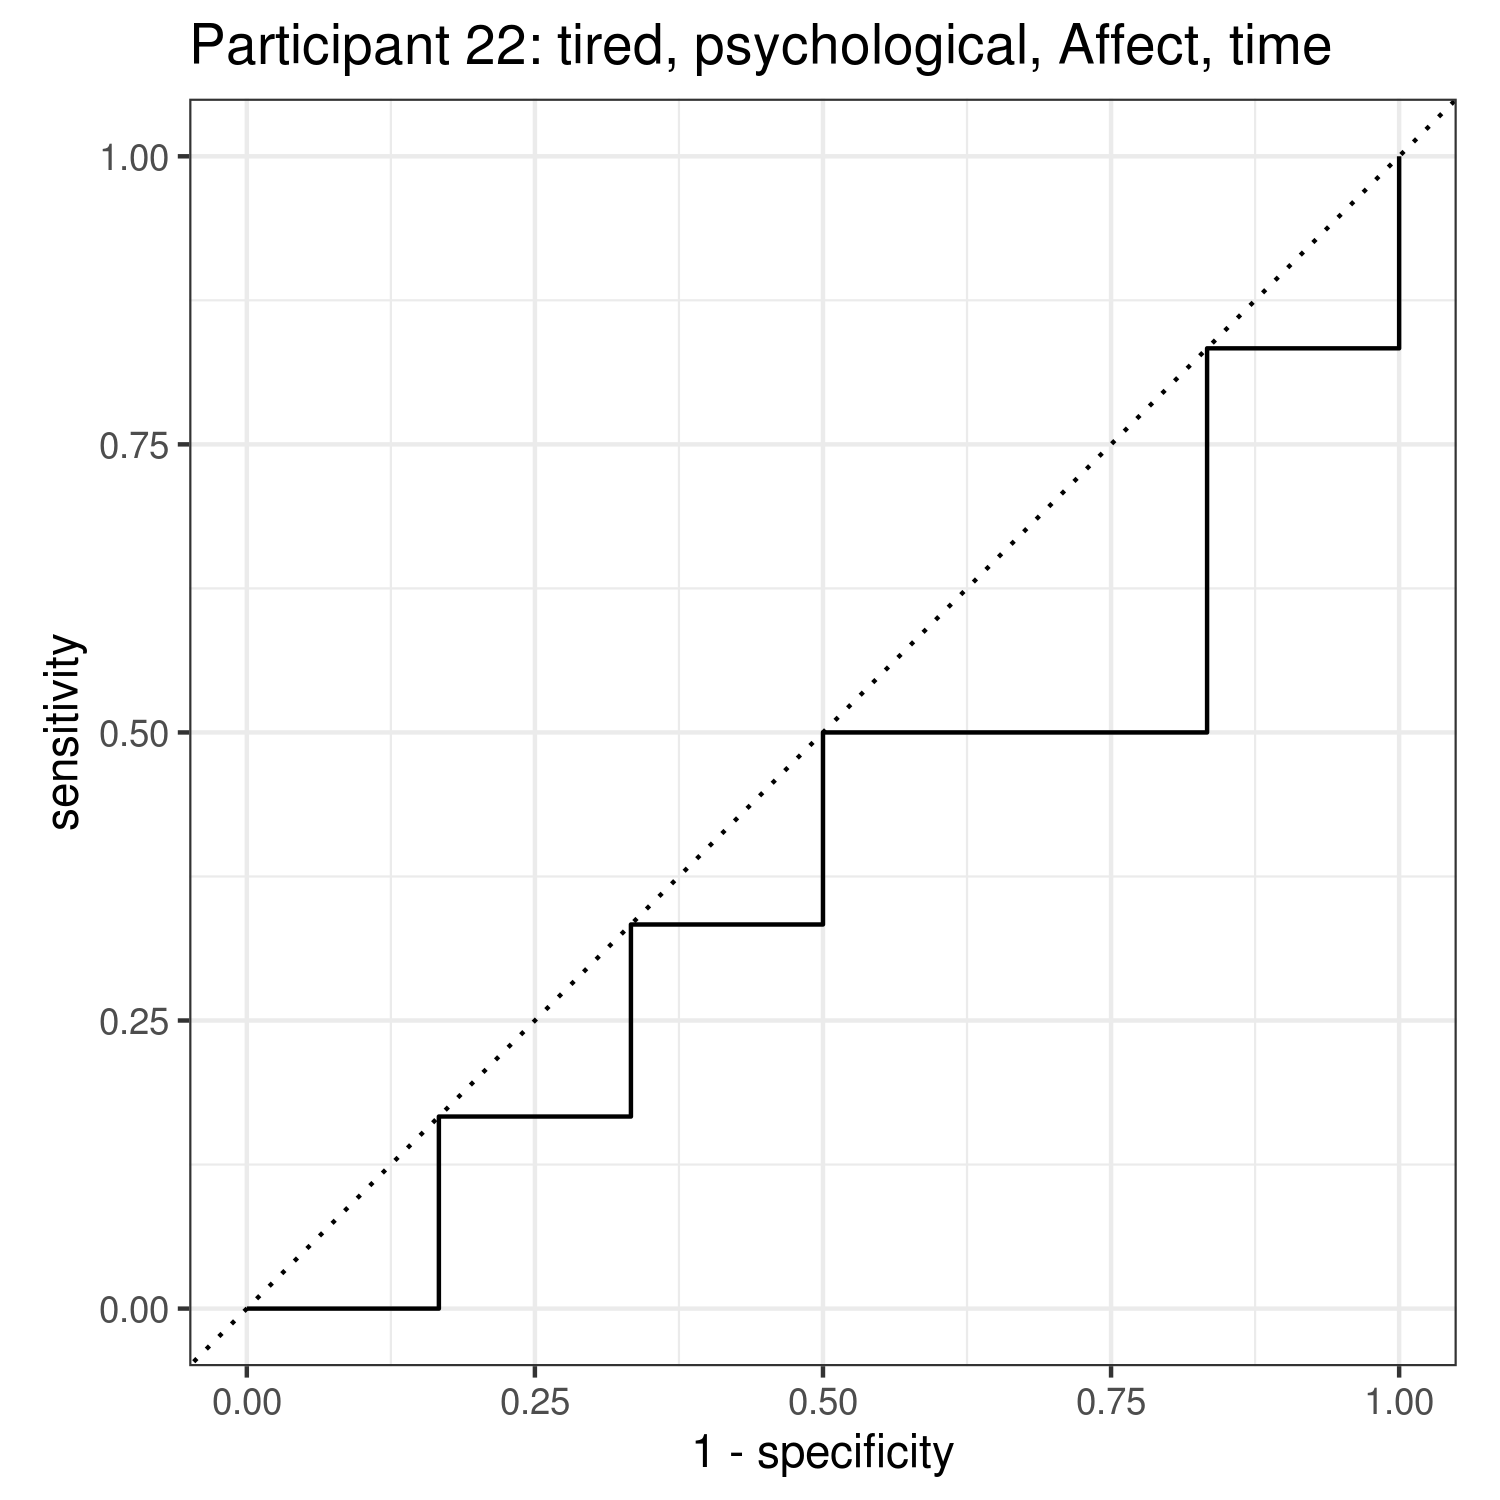 Participant 22: tired, psychological, Affect, time
1.00
0.75
0.50
0.25
0.00
sensitivity
0.00 0.25 0.50 0.75 1.00
1 - specificity